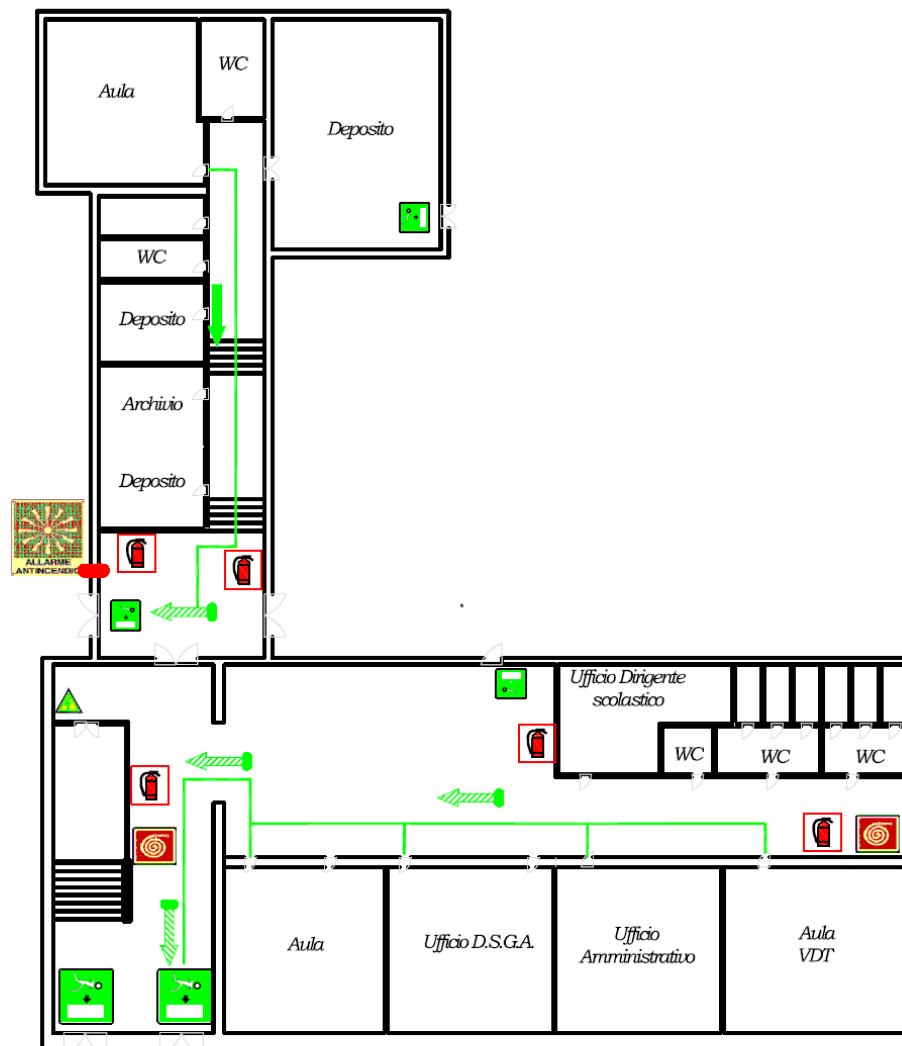 WC
Aula
Deposito
WC
Deposito
Archivio
Deposito
ALLARME
ANTINCENDIO
Ufficio Dirigente
scolastico
WC
WC
WC
Aula
Ufficio D.S.G.A.
Ufficio
Amministrativo
Aula
VDT